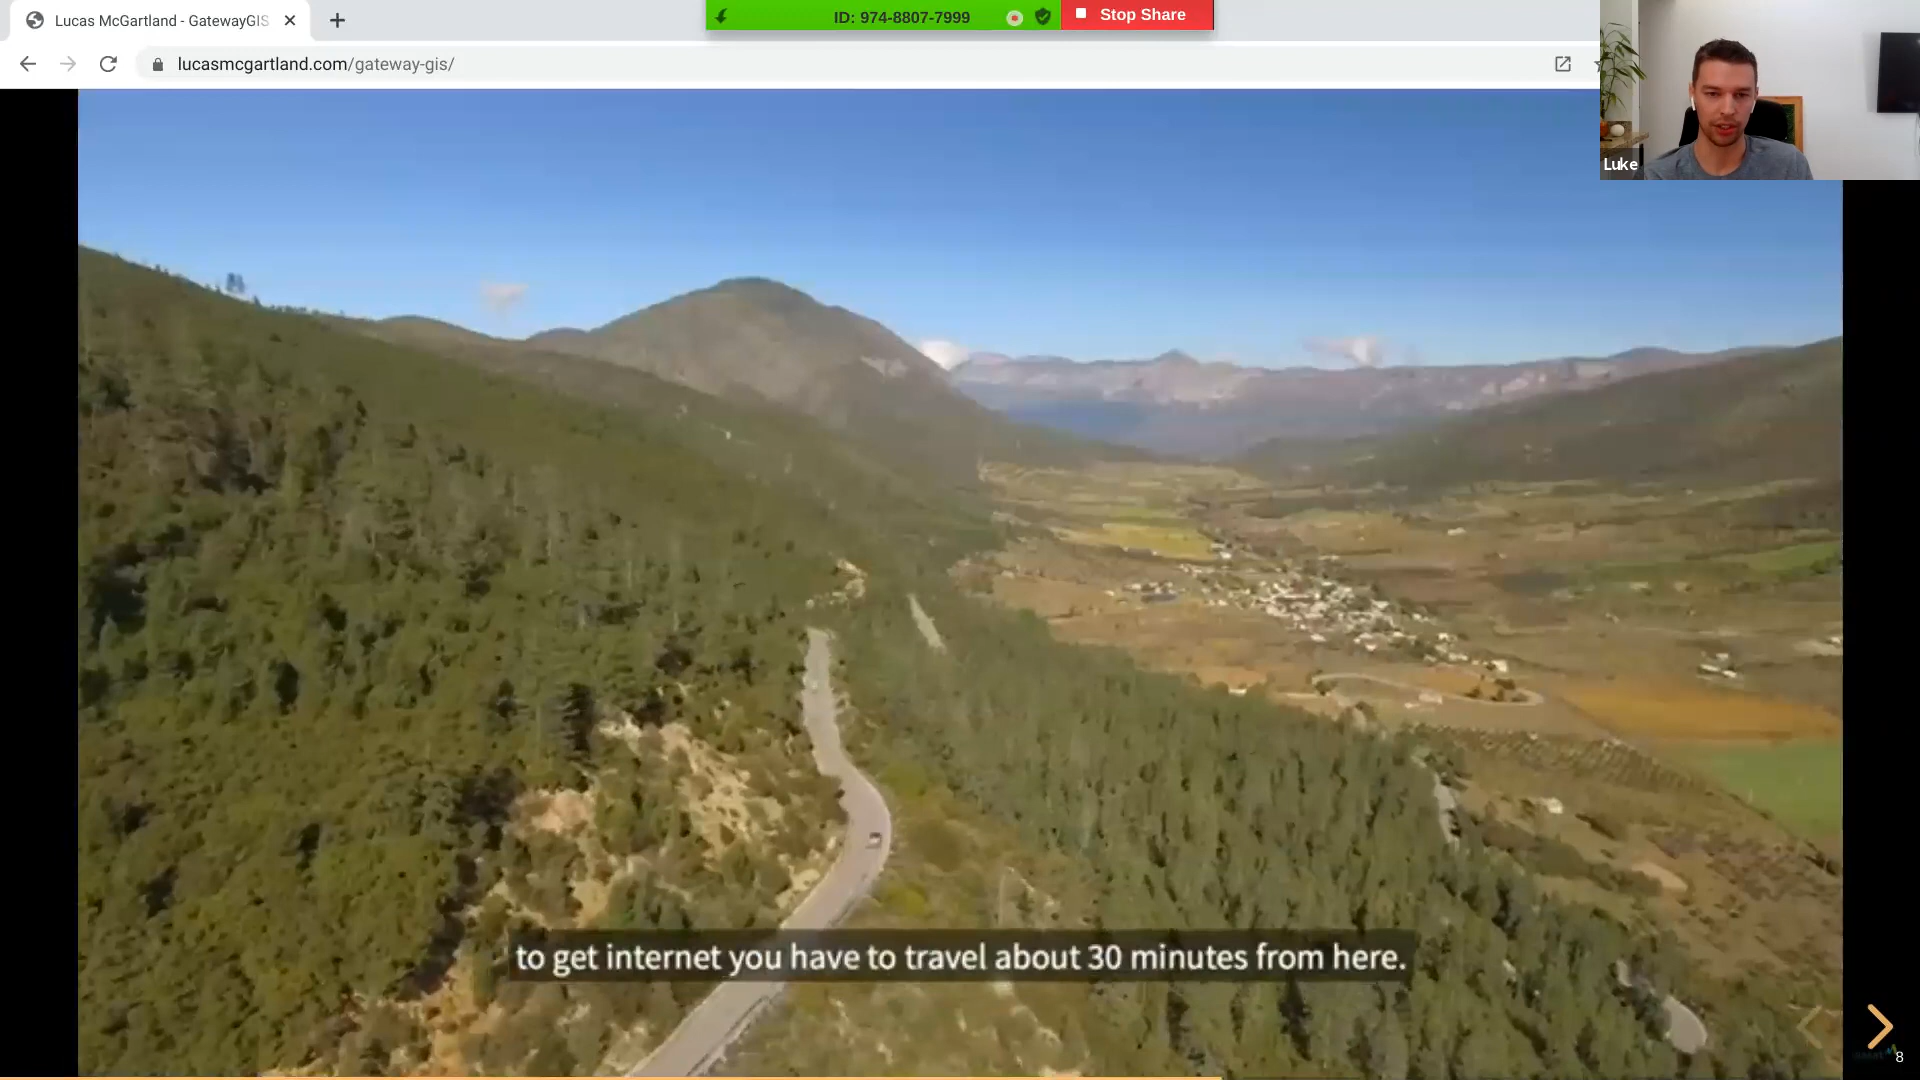 Lucas McGartland - GatewayGIS
ID: 974-8807-7999
Stop Share
lucasmcgartland.com/gateway-gis/
Luke
to get internet you have to travel about 30 minutes from here.
8